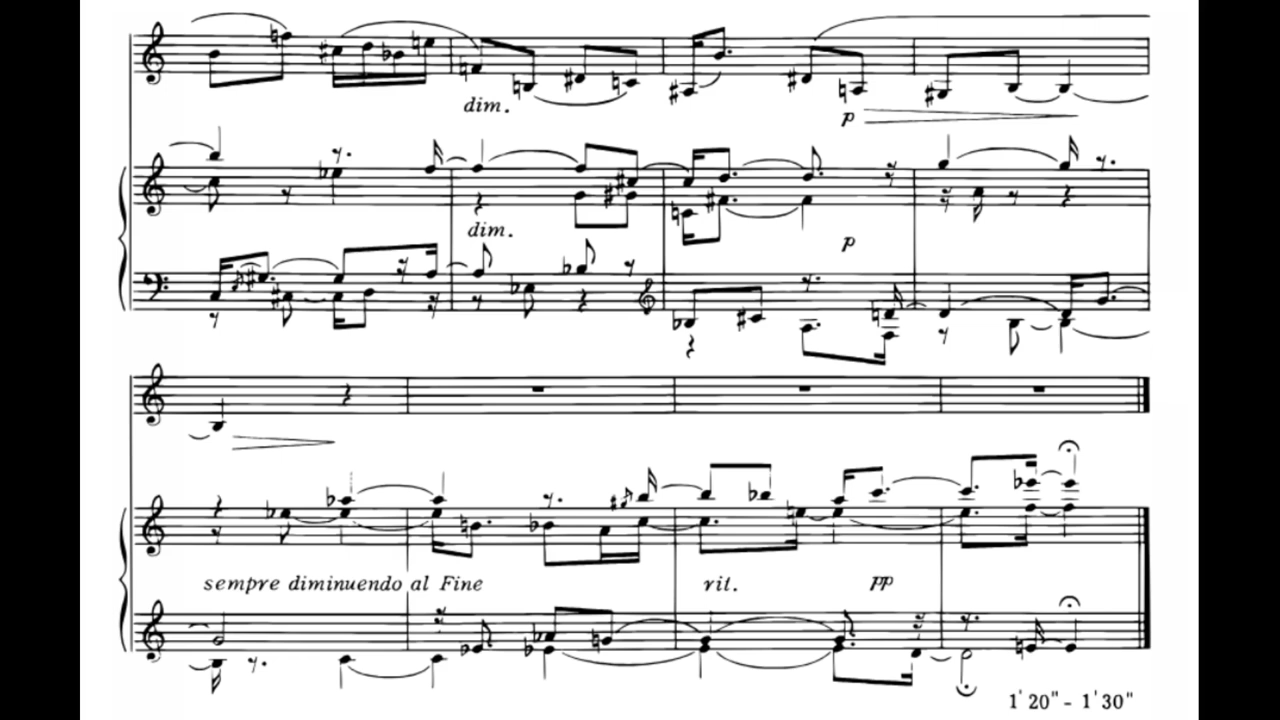 dim.
p
dim.
p
sempre diminuendo al Fine
rit. pp
1' 20" - 1' 30"